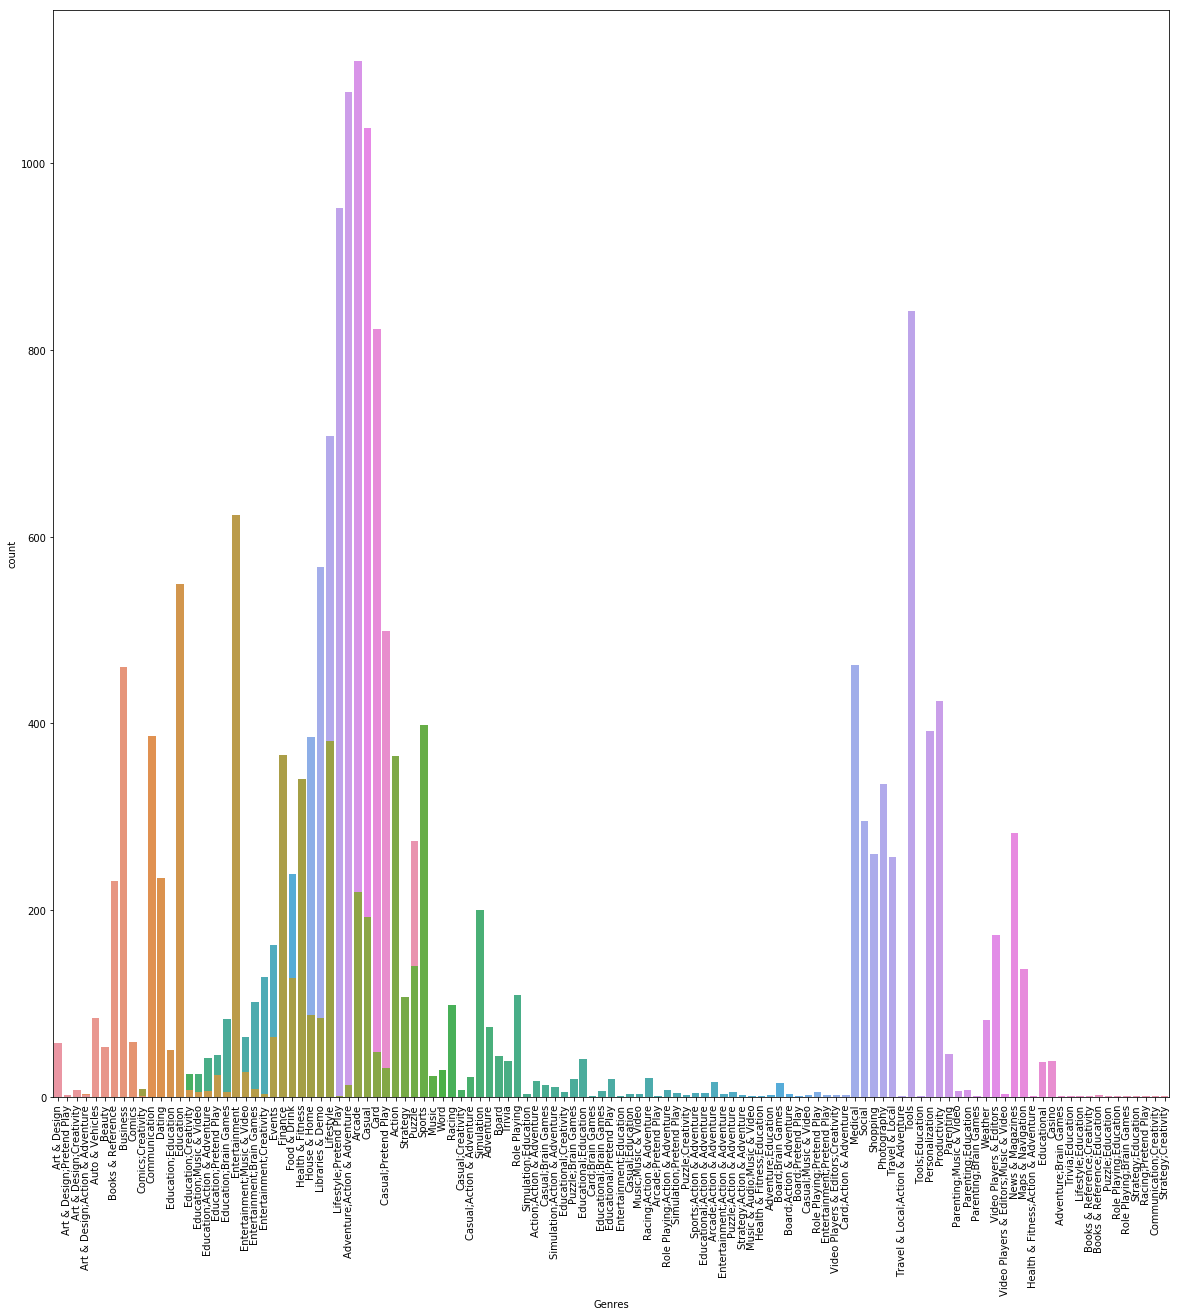 1000
800
600
400
200
0
count
Art & Design
Art & Design;Pretend Play
Art & Design;Creativity
Art & Design;Action & Adventure
Auto & Vehicles
Beauty
Books & Reference
Business
Comics
Comics;Creativity
Communication
Dating
Education;Education
Education
Education;Creativity
Education;Music & Video
Education;Action & Adventure
Education;Pretend Play
Education;Brain Games
Entertainment
Entertainment;Music & Video
Entertainment;Brain Games
Entertainment;Creativity
Events
Finance
Food & Drink
Health & Fitness
House & Home
Libraries & Demo
Lifestyle
Lifestyle;Pretend Play
Adventure;Action & Adventure
Arcade
Casual
Card
Casual;Pretend Play
Action
Strategy
Puzzle
Sports
Music
Word
Racing
Casual;Creativity
Casual;Action & Adventure
Simulation
Adventure
Board
Trivia
Role Playing
Simulation;Education
Action;Action & Adventure
Casual;Brain Games
Simulation;Action & Adventure
Educational;Creativity
Puzzle;Brain Games
Educational;Education
Card;Brain Games
Educational;Brain Games
Educational;Pretend Play
Entertainment;Education
Casual;Education
Music;Music & Video
Racing;Action & Adventure
Arcade;Pretend Play
Role Playing;Action & Adventure
Simulation;Pretend Play
Puzzle;Creativity
Sports;Action & Adventure
Educational;Action & Adventure
Arcade;Action & Adventure
Entertainment;Action & Adventure
Puzzle;Action & Adventure
Strategy;Action & Adventure
Music & Audio;Music & Video
Health & Fitness;Education
Adventure;Education
Board;Brain Games
Board;Action & Adventure
Board;Pretend Play
Casual;Music & Video
Role Playing;Pretend Play
Entertainment;Pretend Play
Video Players & Editors;Creativity
Card;Action & Adventure
Medical
Social
Shopping
Photography
Travel & Local
Travel & Local;Action & Adventure
Tools
Tools;Education
Personalization
Productivity
Parenting
Parenting;Music & Video
Parenting;Education
Parenting;Brain Games
Weather
Video Players & Editors
Video Players & Editors;Music & Video
News & Magazines
Maps & Navigation
Health & Fitness;Action & Adventure
Educational
Casino
Adventure;Brain Games
Trivia;Education
Lifestyle;Education
Books & Reference;Creativity
Books & Reference;Education
Puzzle;Education
Role Playing;Education
Role Playing;Brain Games
Strategy;Education
Racing;Pretend Play
Communication;Creativity
Strategy;Creativity
Genres